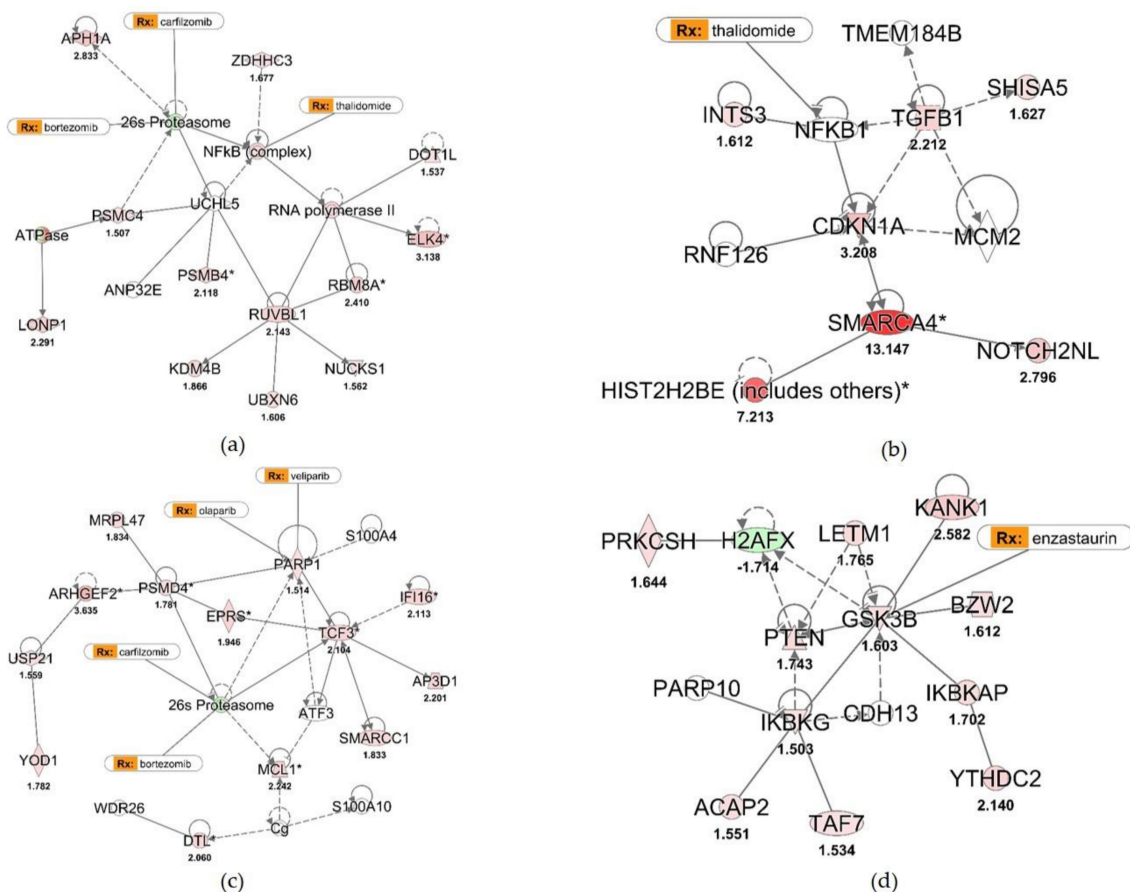 Rx: carfilzomib
APH1A
2.833
ZDHHC3
1.677
Rx: bortezomib
26s Proteasome
Rx: thalidomide
NFkB (complex)
DOT1L
1.537
UCHL5
PSMC4
1.507
RNA polymerase II
ATPase
ELK4*
3.138
PSMB4*
2.118
ANP32E
RBM8A*
2.410
LONP1
2.291
RUVBL1
2.143
KDM4B
1.866
NUCKS1
1.562
UBXN6
1.606
(a)
Rx: thalidomide
TMEM184B
SHISA5
1.627
INTS3
1.612
NFKB1
TGFB1
2.212
CDKN1A
3.208
RNF126
MCM2
SMARCA4*
13.147
NOTCH2NL
2.796
HIST2H2BE (includes others)*
7.213
(b)
Rx: veliparib
Rx: olaparib
MRPL47
1.834
S100A4
PARP1
1.514
ARHGEF2*
3.635
PSMD4*
1.781
IFI16*
2.113
EPRS*
1.946
TCF3*
2.104
USP21
1.559
Rx: carfilzomib
AP3D1
2.201
26s Proteasome
ATF3
SMARCC1
1.833
YOD1
1.782
Rx: bortezomib
MCL1*
2.242
WDR26
S100A10
Cg
DTL*
2.060
(c)
KANK1
2.582
PRKCSH
1.644
H2AFX
-1.714
LETM1
1.765
Rx: enzastaurin
BZW2
1.612
GSK3B
1.603
PTEN
1.743
PARP10
IKBKAP
1.702
CDH13
IKBKG
1.503
YTHDC2
2.140
ACAP2
1.551
TAF7
1.534
(d)